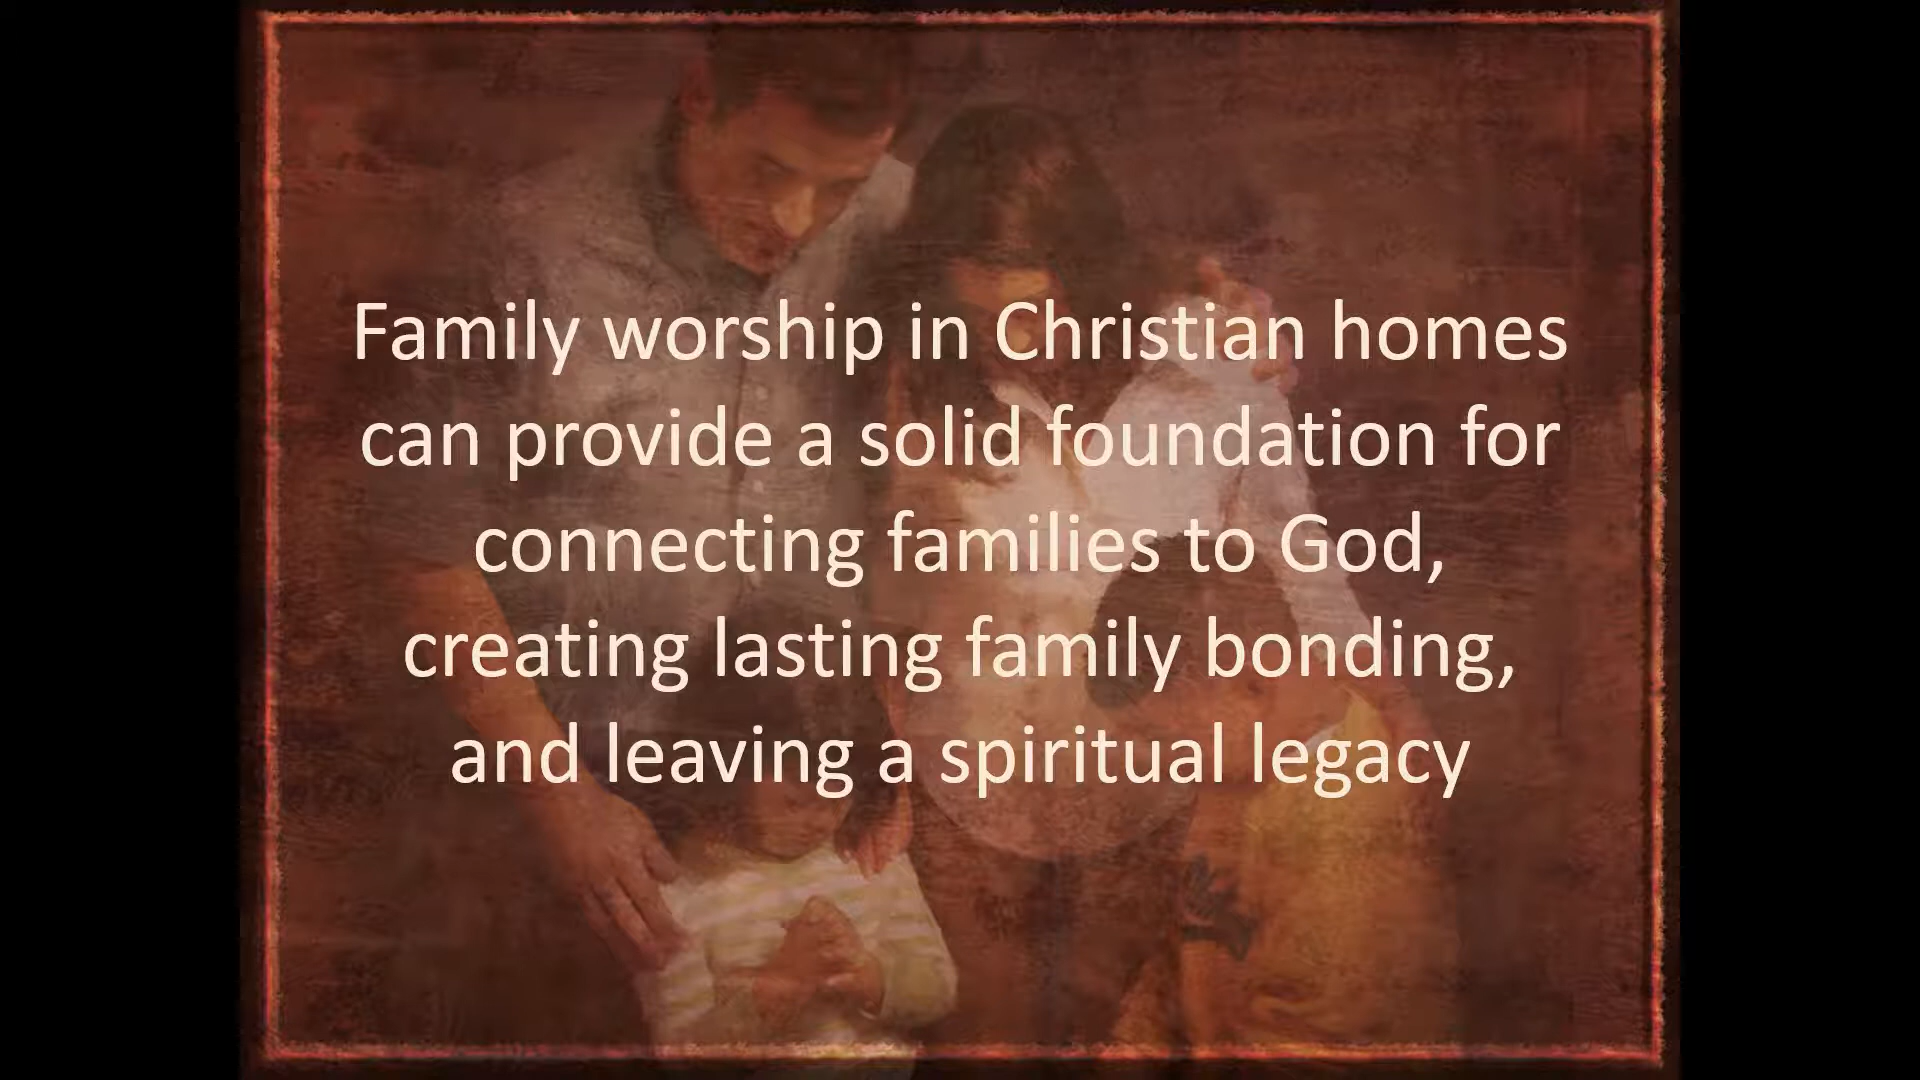 Family worship in Christian homes
can provide a solid foundation for
connecting families to God,
creating lasting family bonding,
and leaving a spiritual legacy